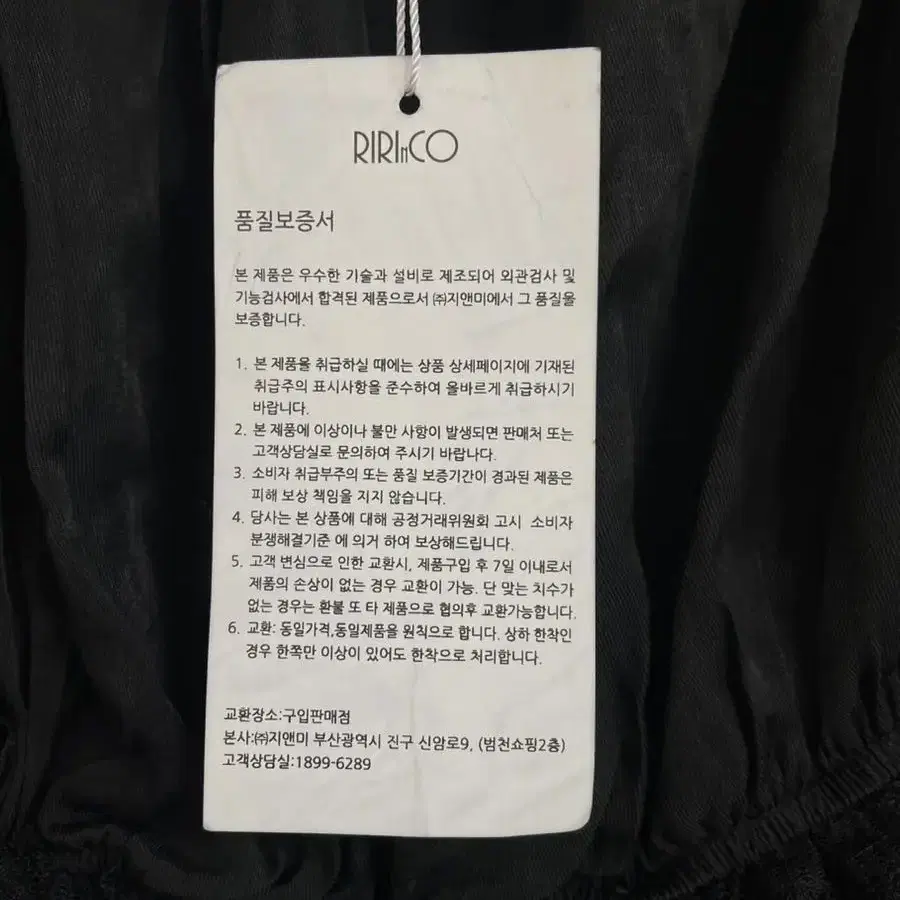 RIRInCO
품질보증서
본 제품은 우수한 기술과 설비로 제조되어 외관검사 및
기능검사에서 합격된 제품으로서 ㈜지앤미에서 그 품질을
보증합니다.
1. 본 제품을 취급하실 때에는 상품 상세페이지에 기재된
취급주의 표시사항을 준수하여 올바르게 취급하시기
바랍니다.
2. 본 제품에 이상이나 불만 사항이 발생되면 판매처 또는
고객상담실로 문의하여 주시기 바랍나다.
3. 소비자 취급부주의 또는 품질 보증기간이 경과된 제품은
피해 보상 책임을 지지 않습니다.
4. 당사는 본 상품에 대해 공정거래위원회 고시 소비자
분쟁해결기준 에 의거 하여 보상해드립니다.
5. 고객 변심으로 인한 교환시, 제품구입 후 7일 이내로서
제품의 손상이 없는 경우 교환이 가능. 단 맞는 치수가
없는 경우는 환불 또 타 제품으로 협의후 교환가능합니다.
6. 교환: 동일가격,동일제품을 원칙으로 합니다. 상하 한착인
경우 한쪽만 이상이 있어도 한착으로 처리합니다.
교환장소:구입판매점
본사:㈜지앤미 부산광역시 진구 신암로9, (범천쇼핑2층)
고객상담실:1899-6289